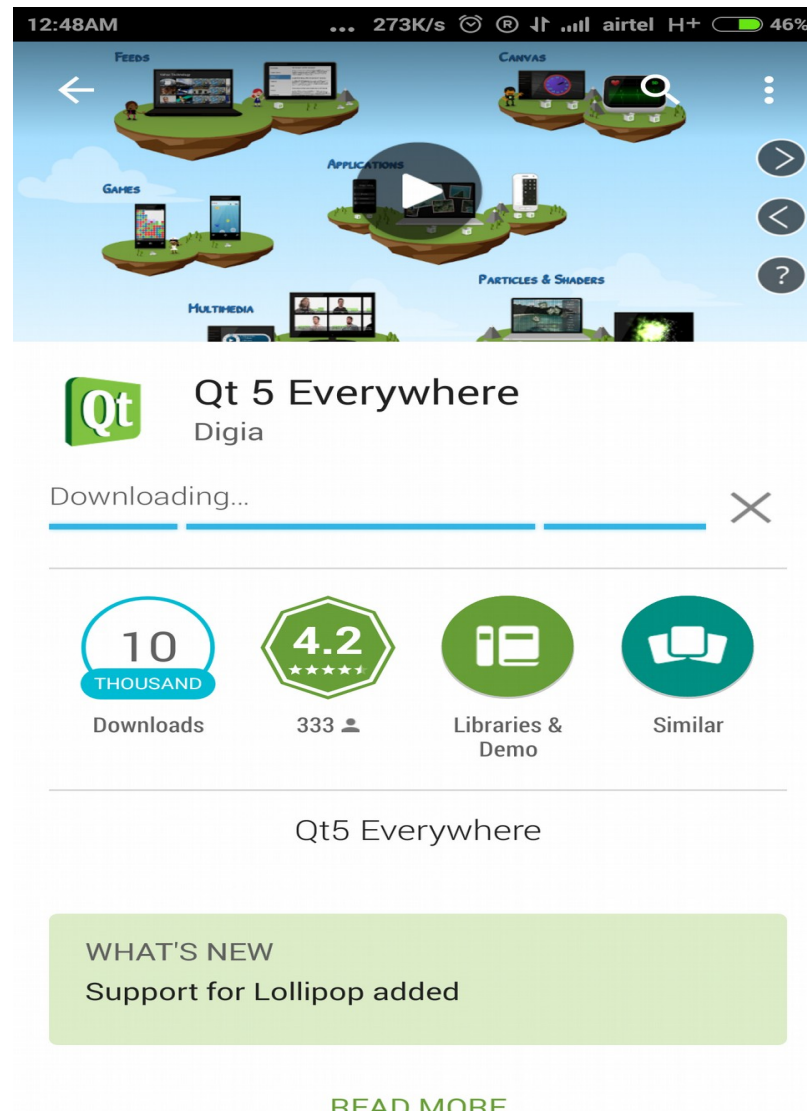 12:48AM ... 273K/s R airtel H+ 46%
FEEDS
CANVAS
APPLICATIONS
GAMES
PARTICLES & SHADERS
MULTIMEDIA
?
Qt
Qt 5 Everywhere
Digia
Downloading...
10
THOUSAND
Downloads
4.2
333
Libraries &
Demo
Similar
Qt5 Everywhere
WHAT'S NEW
Support for Lollipop added
READ MORE